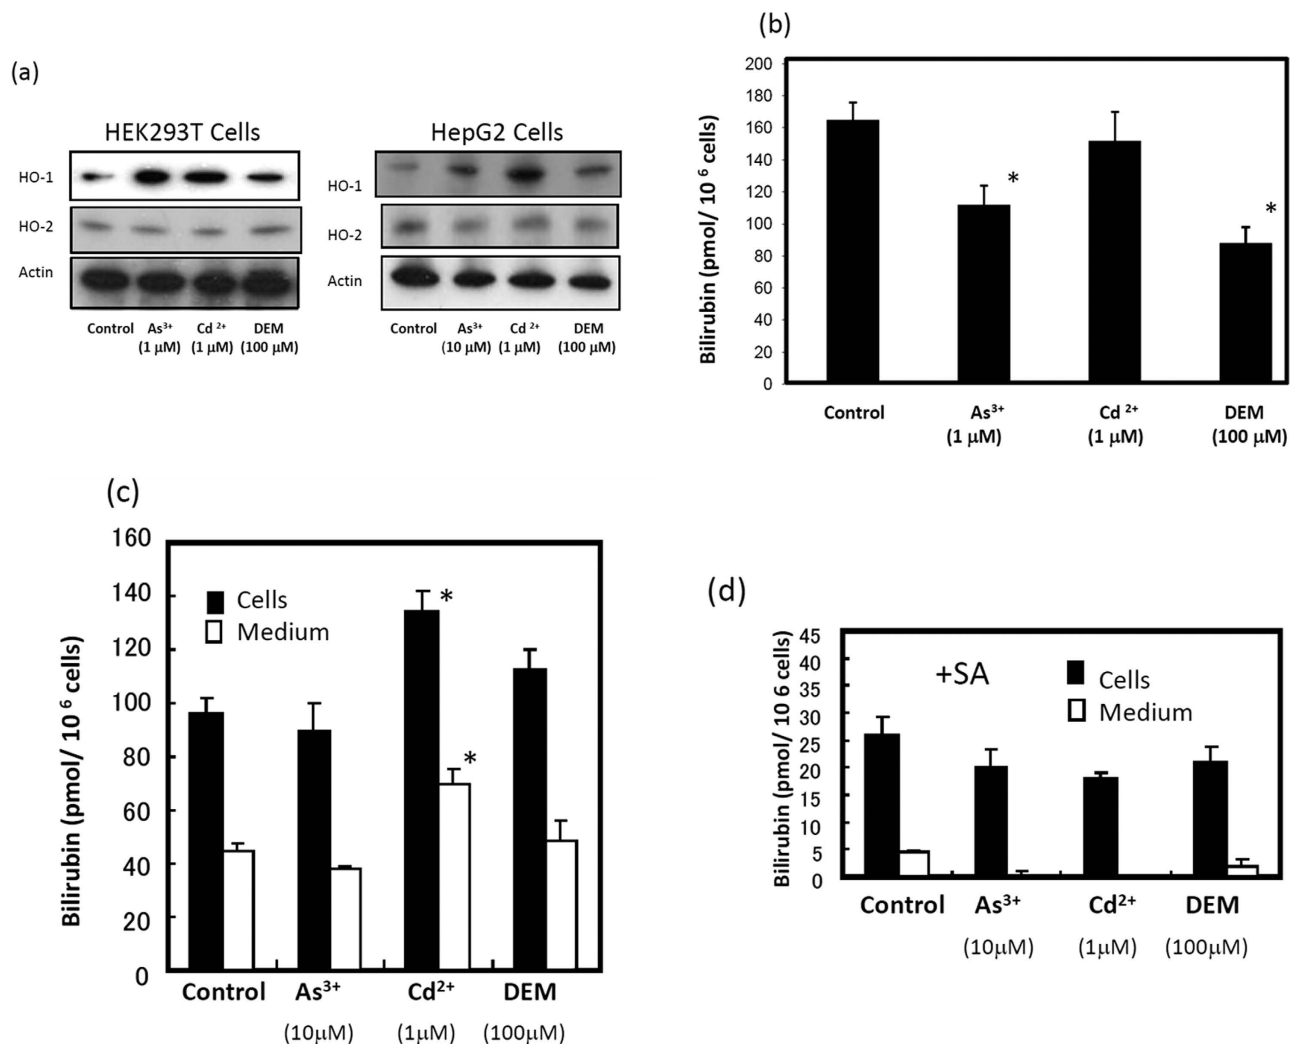 (a)
HEK293T Cells
HO-1
HO-2
Actin
Control As³⁺ Cd ²⁺ DEM
(1 μM) (1 μM) (100 μM)
HepG2 Cells
HO-1
HO-2
Actin
Control As³⁺ Cd ²⁺ DEM
(10 μM) (1 μM) (100 μM)
(b)
Bilirubin (pmol/ 10 ⁶ cells)
200
180
160
140
120
100
80
60
40
20
0
*
*
Control As³⁺ Cd ²⁺ DEM
(1 μM) (1 μM) (100 μM)
(c)
Bilirubin (pmol/ 10 ⁶ cells)
160
140
120
100
80
60
40
20
0
Cells
Medium
*
*
Control As³⁺ Cd²⁺ DEM
(10μM) (1μM) (100μM)
(d)
Bilirubin (pmol/ 10 6 cells)
45
40
35
30
25
20
15
10
5
0
+SA
Cells
Medium
Control As³⁺ Cd²⁺ DEM
(10μM) (1μM) (100μM)